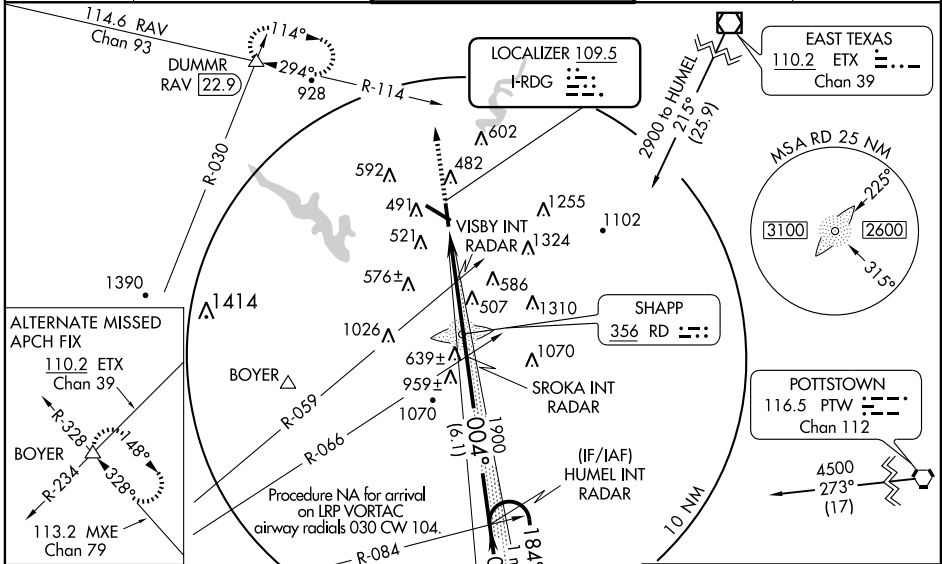 114.6 RAV
Chan 93
DUMMR
RAV 22.9
114°
294°
928
R-114
R-030
LOCALIZER 109.5
I-RDG
2900 to HUMEL
215°
(25.9)
EAST TEXAS
110.2 ETX
Chan 39
MSA RD 25 NM
225°
3100
2600
315°
602
592
482
491
1255
1102
521
VISBY INT
RADAR
1324
576±
586
507
1310
1390
1414
1026
SHAPP
356 RD
639±
1070
959±
1070
SROKA INT
RADAR
BOYER
R-059
R-066
1900
004°
(6.1)
(IF/IAF)
HUMEL INT
RADAR
Procedure NA for arrival
on LRP VORTAC
airway radials 030 CW 104.
R-084
184°
10 NM
ALTERNATE MISSED
APCH FIX
110.2 ETX
Chan 39
R-328
148°
BOYER
328°
R-234
113.2 MXE
Chan 79
POTTSTOWN
116.5 PTW
Chan 112
4500
273°
(17)